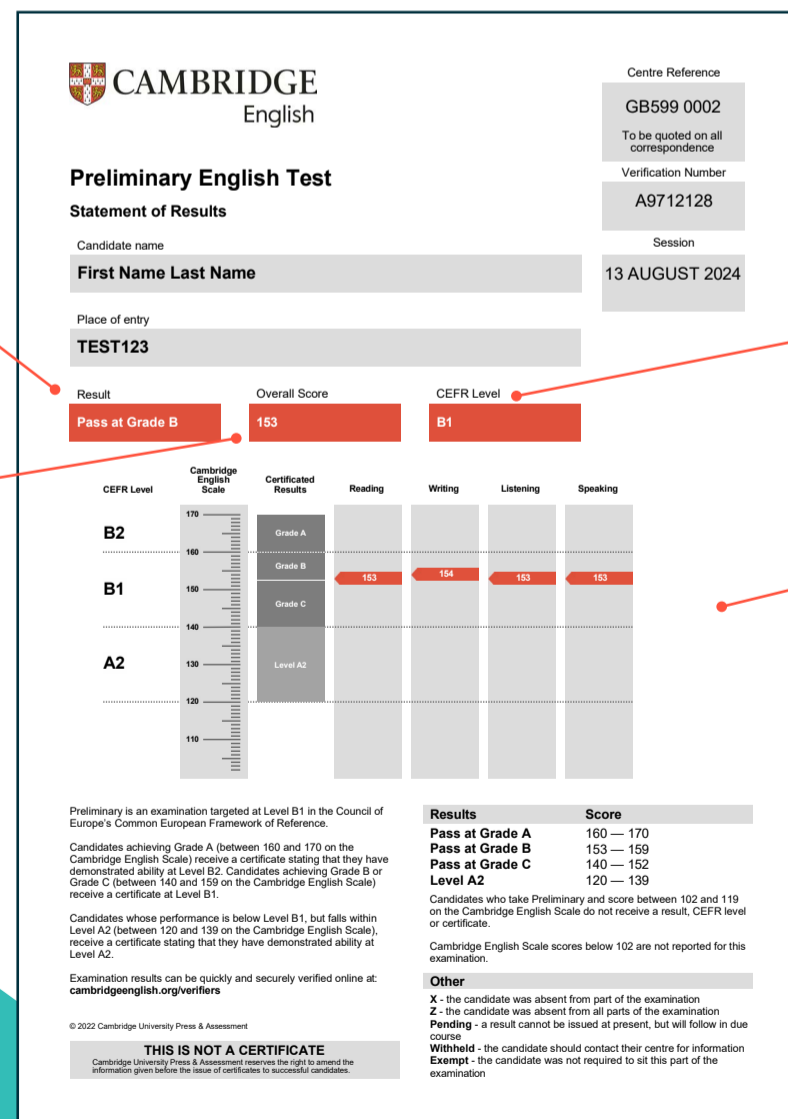 CAMBRIDGE
English
Centre Reference
GB599 0002
To be quoted on all
correspondence
Verification Number
A9712128
Session
13 AUGUST 2024
Preliminary English Test
Statement of Results
Candidate name
First Name Last Name
Place of entry
TEST123
Result
Overall Score
CEFR Level
Pass at Grade B
153
B1
CEFR Level
Cambridge
English
Scale
Certificated
Results
Reading
Writing
Listening
Speaking
170
B2
Grade A
160
Grade B
153
154
153
153
B1
150
Grade C
140
A2
130
Level A2
120
110
Preliminary is an examination targeted at Level B1 in the Council of
Europe's Common European Framework of Reference.
Candidates achieving Grade A (between 160 and 170 on the
Cambridge English Scale) receive a certificate stating that they have
demonstrated ability at Level B2. Candidates achieving Grade B or
Grade C (between 140 and 159 on the Cambridge English Scale)
receive a certificate at Level B1.
Candidates whose performance is below Level B1, but falls within
Level A2 (between 120 and 139 on the Cambridge English Scale),
receive a certificate stating that they have demonstrated ability at
Level A2.
Examination results can be quickly and securely verified online at:
cambridgeenglish.org/verifiers
© 2022 Cambridge University Press & Assessment
THIS IS NOT A CERTIFICATE
Cambridge University Press & Assessment reserves the right to amend the
information given before the issue of certificates to successful candidates.
Results Score
Pass at Grade A 160 — 170
Pass at Grade B 153 — 159
Pass at Grade C 140 — 152
Level A2 120 — 139
Candidates who take Preliminary and score between 102 and 119
on the Cambridge English Scale do not receive a result, CEFR level
or certificate.
Cambridge English Scale scores below 102 are not reported for this
examination.
Other
X - the candidate was absent from part of the examination
Z - the candidate was absent from all parts of the examination
Pending - a result cannot be issued at present, but will follow in due
course
Withheld - the candidate should contact their centre for information
Exempt - the candidate was not required to sit this part of the
examination